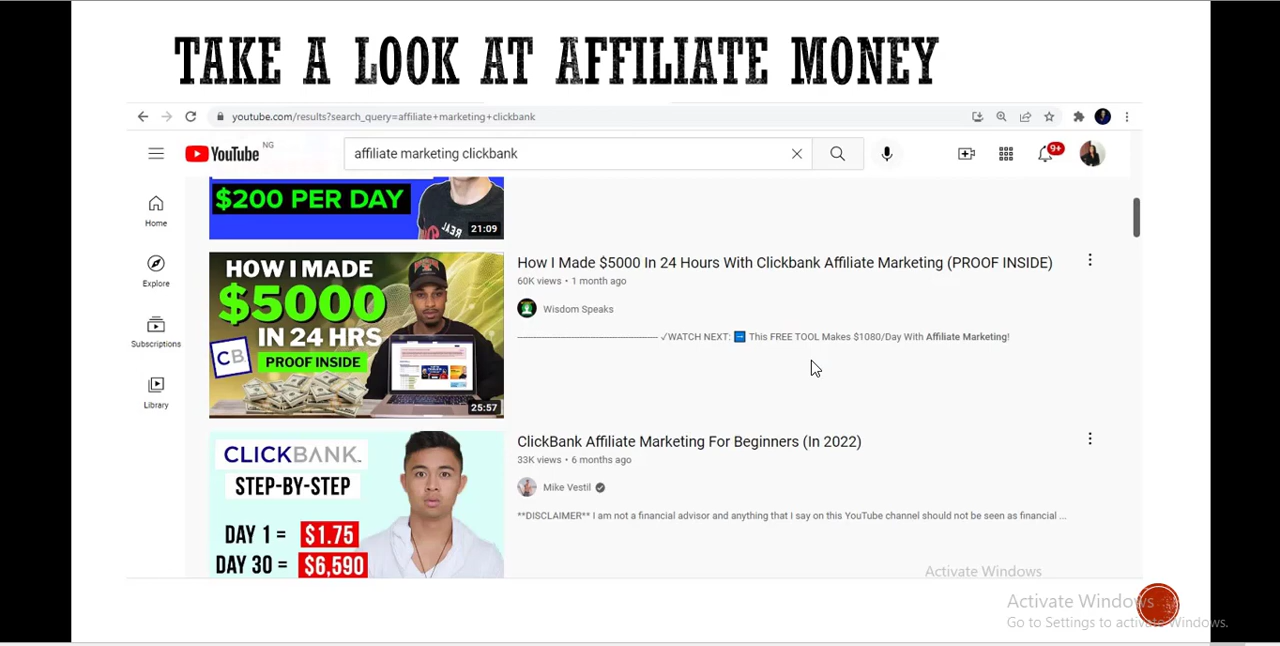 TAKE A LOOK AT AFFILIATE MONEY
youtube.com/results?search_query=affiliate+marketing+clickbank
YouTube NG
affiliate marketing clickbank
9+
Home
Explore
Subscriptions
Library
$200 PER DAY
REAL
21:09
HOW I MADE
$5000
IN 24 HRS
CB
PROOF INSIDE
25:57
How I Made $5000 In 24 Hours With Clickbank Affiliate Marketing (PROOF INSIDE)
60K views • 1 month ago
Wisdom Speaks
---------------------------------------- ✓WATCH NEXT: ➡️ This FREE TOOL Makes $1080/Day With Affiliate Marketing!
CLICKBANK
STEP-BY-STEP
DAY 1 = $1.75
DAY 30 = $6,590
ClickBank Affiliate Marketing For Beginners (In 2022)
33K views • 6 months ago
Mike Vestil
**DISCLAIMER** I am not a financial advisor and anything that I say on this YouTube channel should not be seen as financial ...
Activate Windows
Activate Windows
Go to Settings to activate Windows.